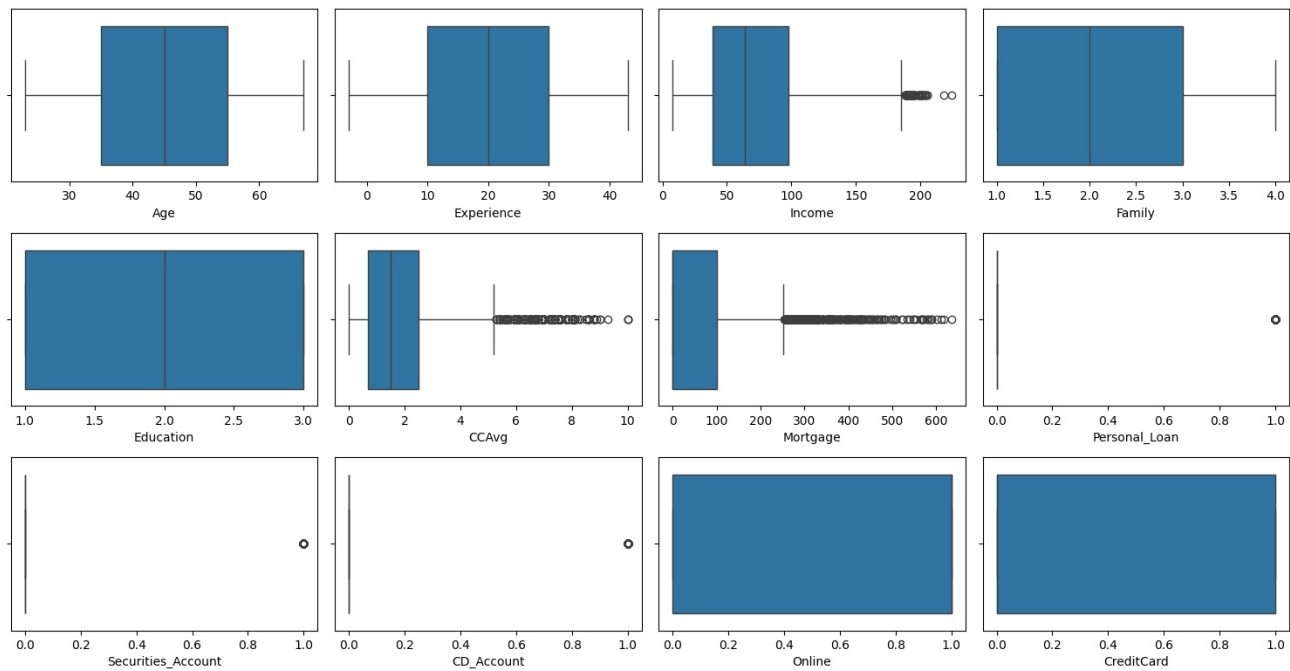 30 40 50 60 0 10 20 30 40 0 50 100 150 200 1.0 1.5 2.0 2.5 3.0 3.5 4.0
Age Experience Income Family
1.0 1.5 2.0 2.5 3.0 0 2 4 6 8 10 0 100 200 300 400 500 600 0.0 0.2 0.4 0.6 0.8 1.0
Education CCAvg Mortgage Personal_Loan
0.0 0.2 0.4 0.6 0.8 1.0 0.0 0.2 0.4 0.6 0.8 1.0 0.0 0.2 0.4 0.6 0.8 1.0 0.0 0.2 0.4 0.6 0.8 1.0
Securities_Account CD_Account Online CreditCard